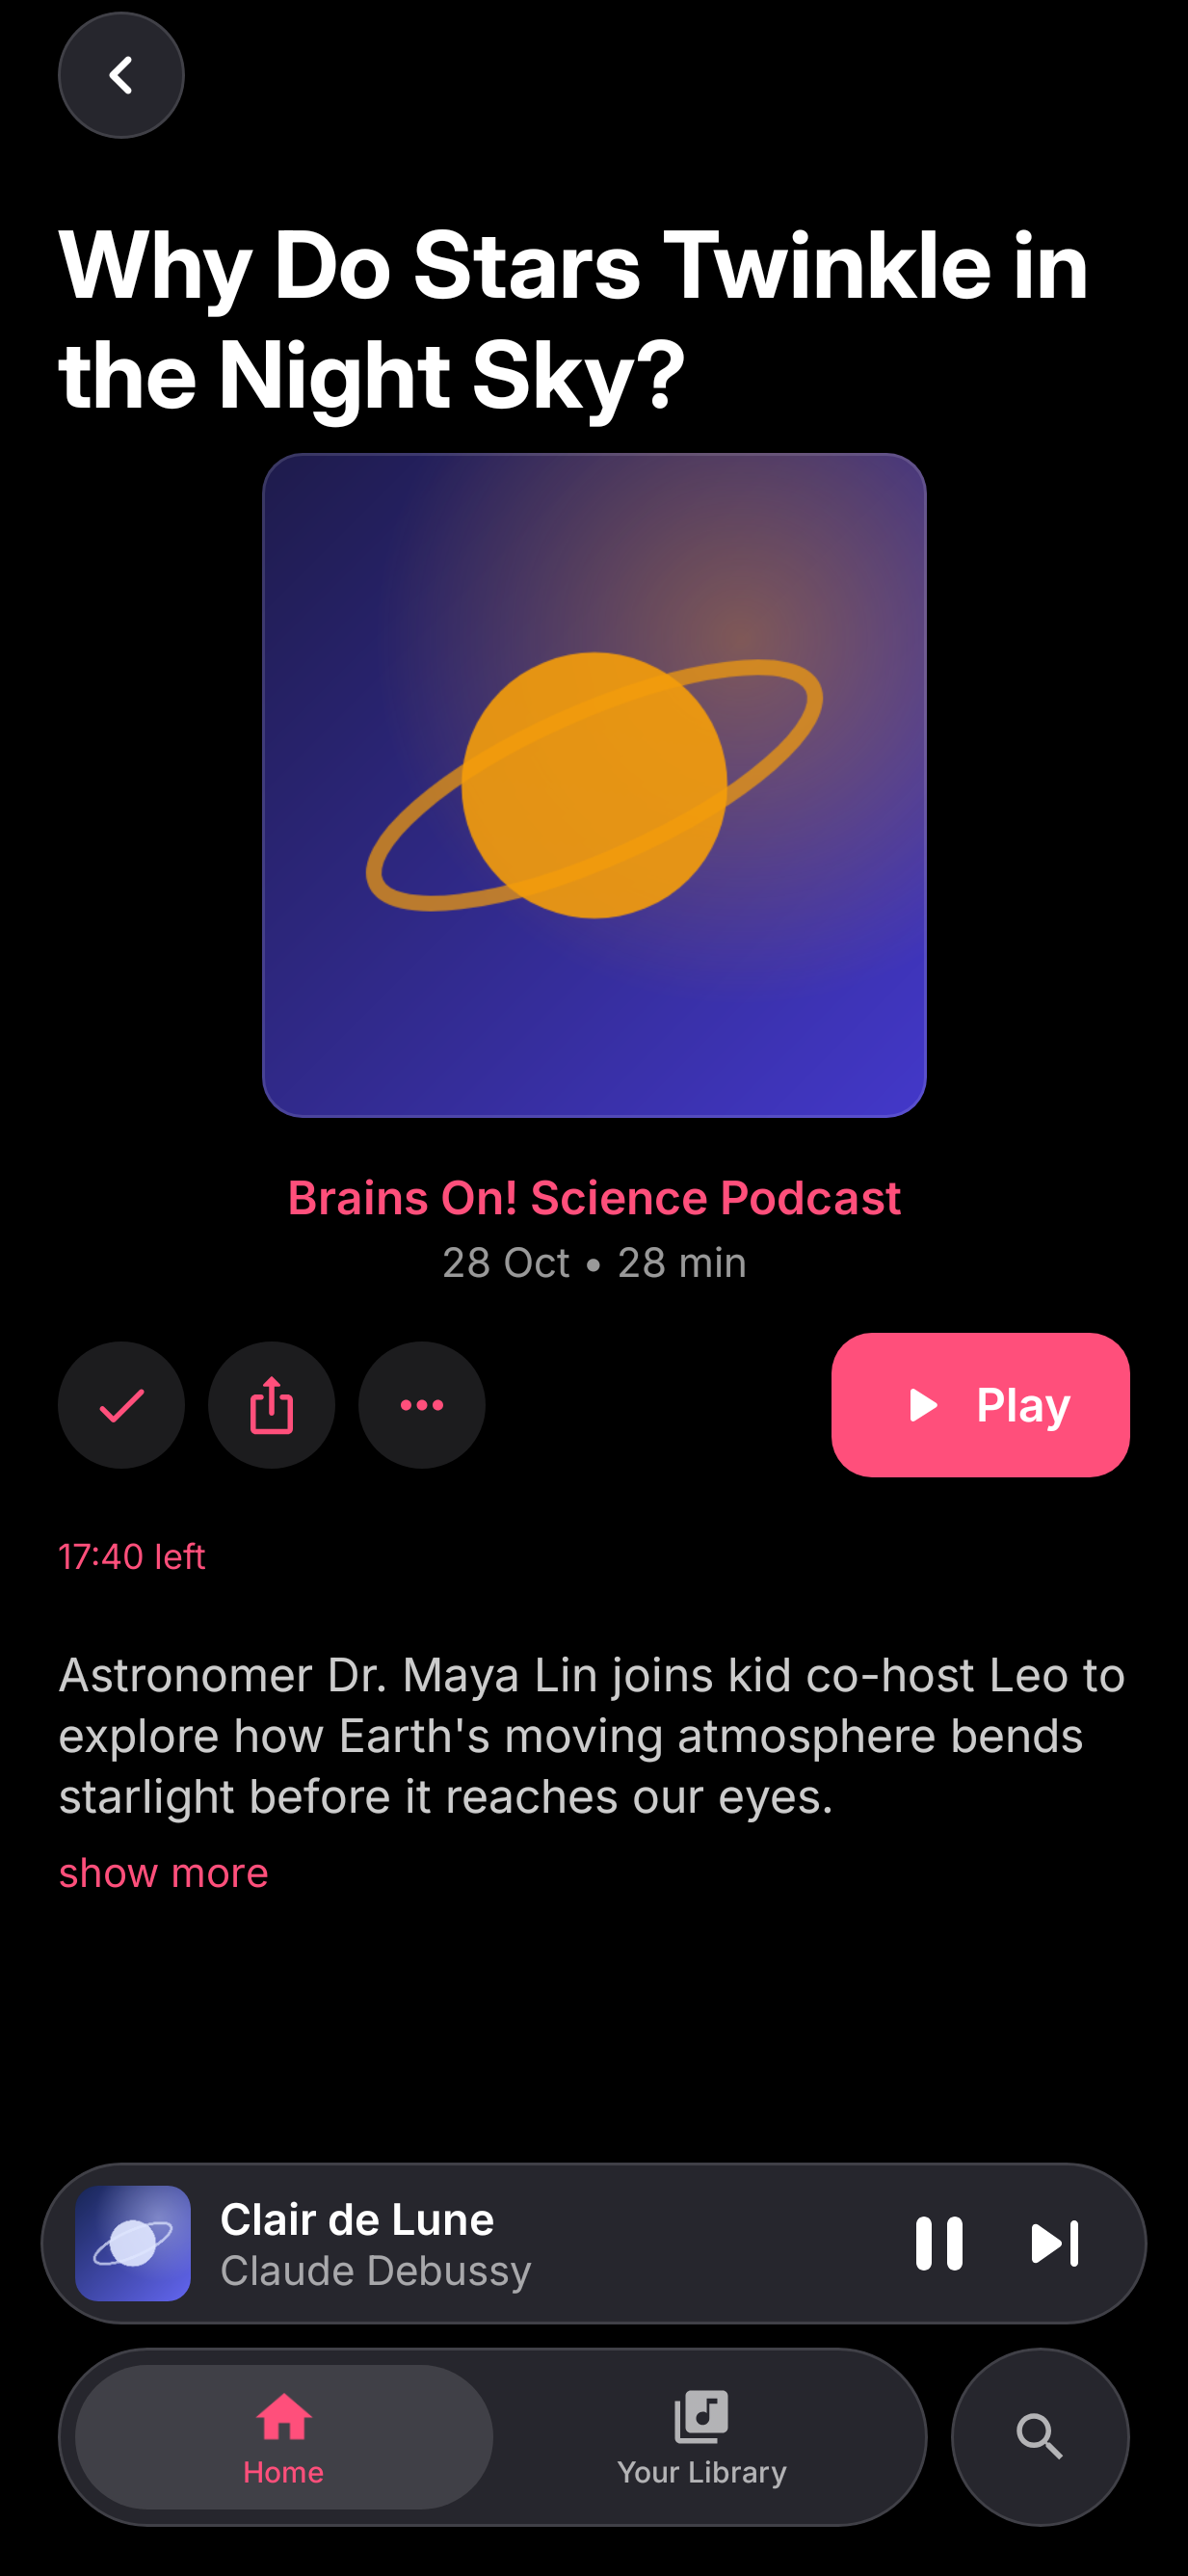 Why Do Stars Twinkle in
the Night Sky?
Brains On! Science Podcast
28 Oct • 28 min
Play
17:40 left
Astronomer Dr. Maya Lin joins kid co-host Leo to
explore how Earth's moving atmosphere bends
starlight before it reaches our eyes.
show more
Clair de Lune
Claude Debussy
Home
Your Library